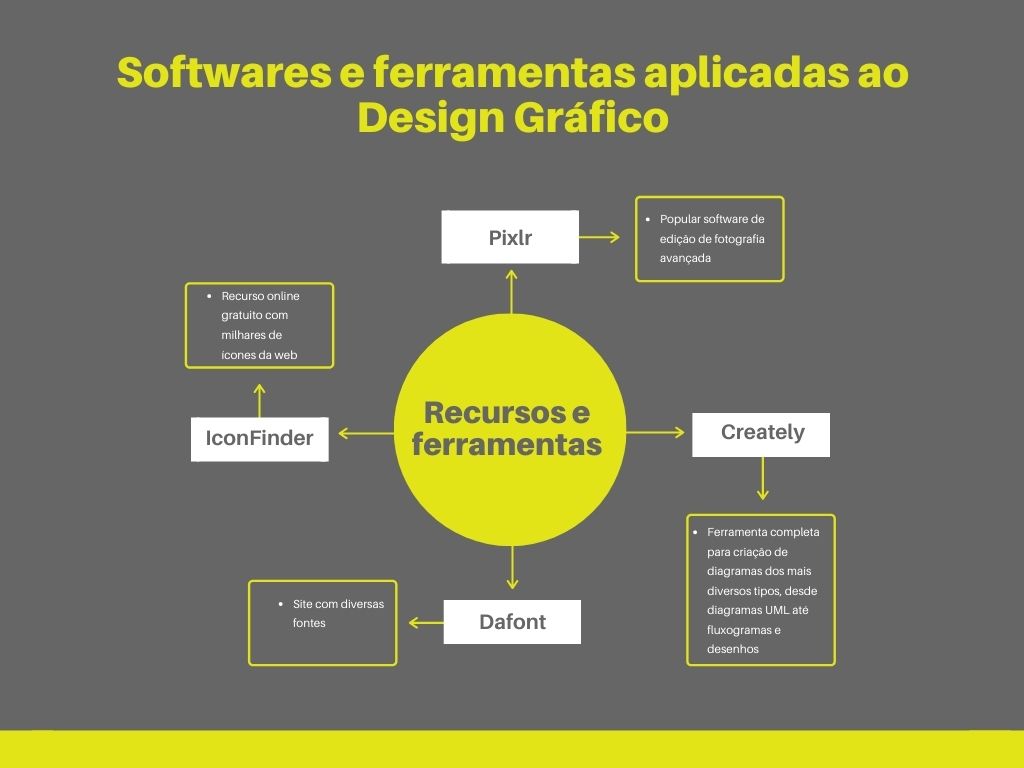 Softwares e ferramentas aplicadas ao
Design Gráfico
Pixlr
• Popular software de
edição de fotografia
avançada
• Recurso online
gratuito com
milhares de
ícones da web
IconFinder
Recursos e
ferramentas
Creately
• Ferramenta completa
para criação de
diagramas dos mais
diversos tipos, desde
diagramas UML até
fluxogramas e
desenhos
• Site com diversas
fontes
Dafont